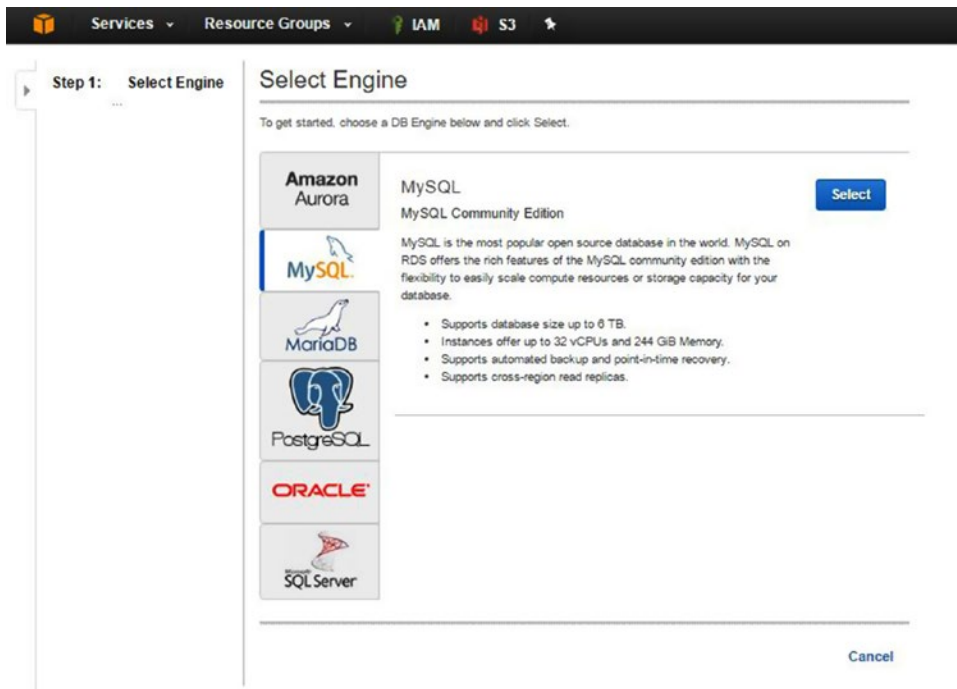 Services Resource Groups IAM S3
Step 1: Select Engine
...
Select Engine
To get started, choose a DB Engine below and click Select.
Amazon
Aurora
MySQL
MariaDB
PostgreSQL
ORACLE
Microsoft
SQL Server
MySQL
Select
MySQL Community Edition
MySQL is the most popular open source database in the world. MySQL on
RDS offers the rich features of the MySQL community edition with the
flexibility to easily scale compute resources or storage capacity for your
database.
• Supports database size up to 6 TB.
• Instances offer up to 32 vCPUs and 244 GiB Memory.
• Supports automated backup and point-in-time recovery.
• Supports cross-region read replicas.
Cancel